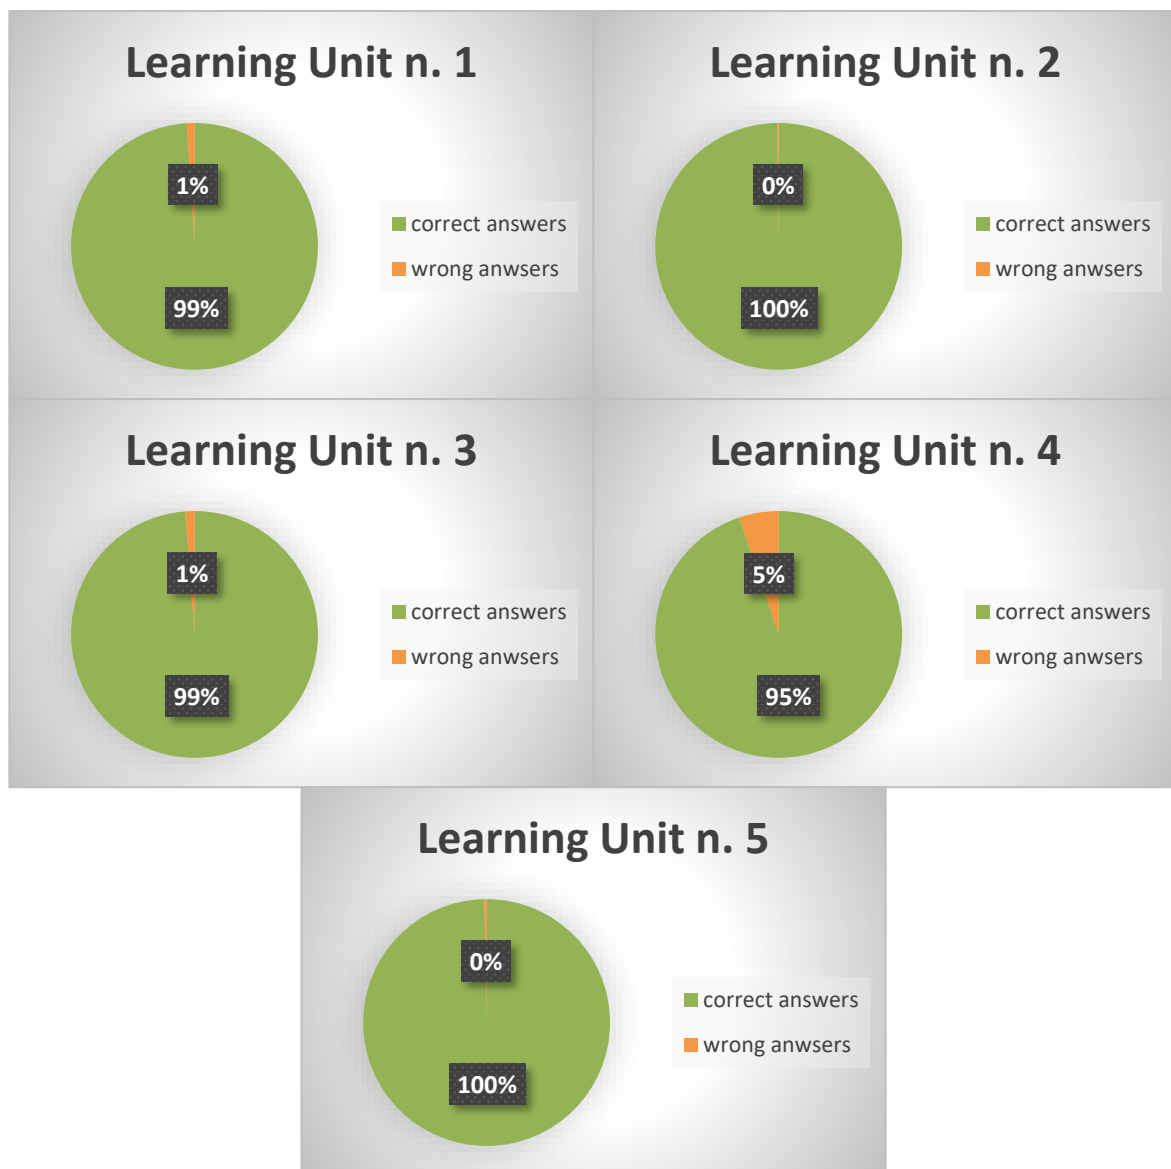 Learning Unit n. 1
1%
99%
correct answers
wrong anwsers
Learning Unit n. 2
0%
100%
correct answers
wrong anwsers
Learning Unit n. 3
1%
99%
correct answers
wrong anwsers
Learning Unit n. 4
5%
95%
correct answers
wrong anwsers
Learning Unit n. 5
0%
100%
correct answers
wrong anwsers